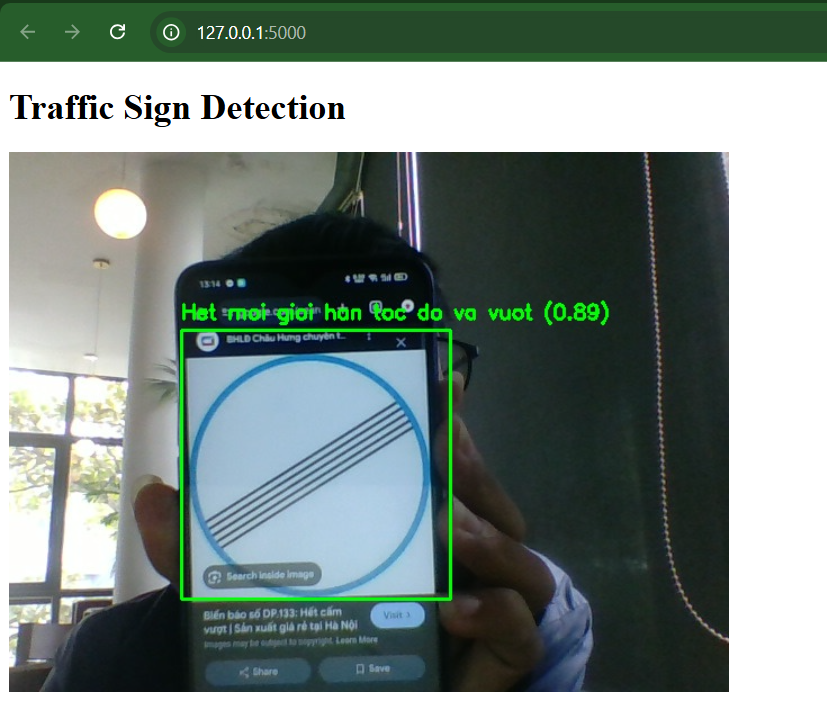 127.0.0.1:5000
Traffic Sign Detection
13:14
Het moi gioi han toc do va vuot (0.89)
BHLĐ Châu Hưng chuyên t...
Search inside image
Biển báo số DP.133: Hết cấm
vượt | Sản xuất giá rẻ tại Hà Nội
Visit >
Images may be subject to copyright. Learn More
Share
Save